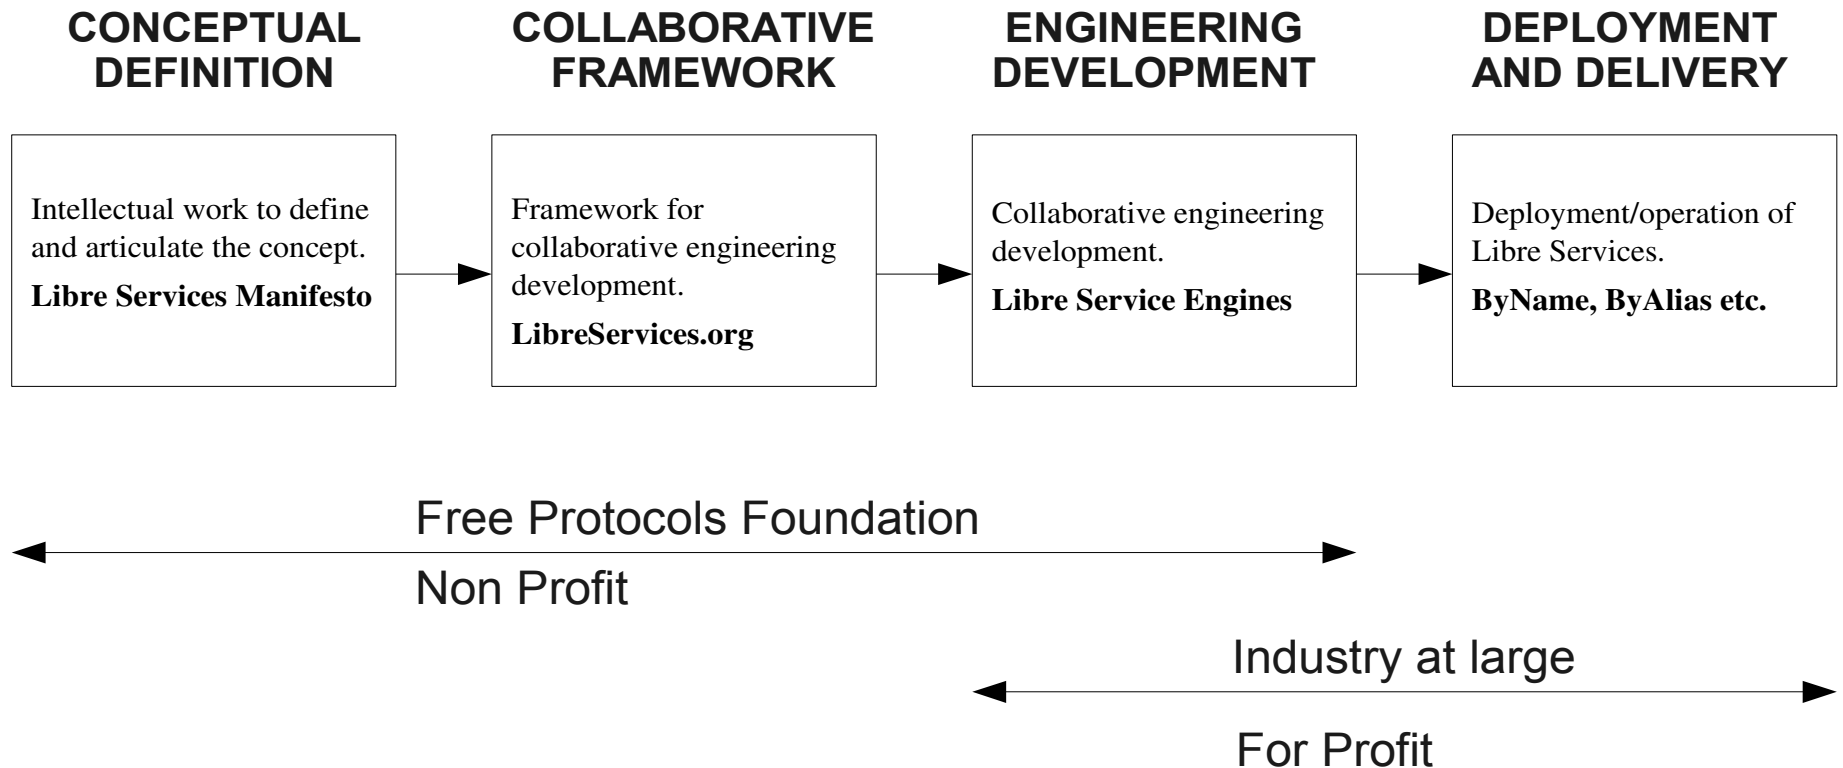 CONCEPTUAL
DEFINITION
COLLABORATIVE
FRAMEWORK
ENGINEERING
DEVELOPMENT
DEPLOYMENT
AND DELIVERY
Intellectual work to define
and articulate the concept.
Libre Services Manifesto
Framework for
collaborative engineering
development.
LibreServices.org
Collaborative engineering
development.
Libre Service Engines
Deployment/operation of
Libre Services.
ByName, ByAlias etc.
Free Protocols Foundation
Non Profit
Industry at large
For Profit